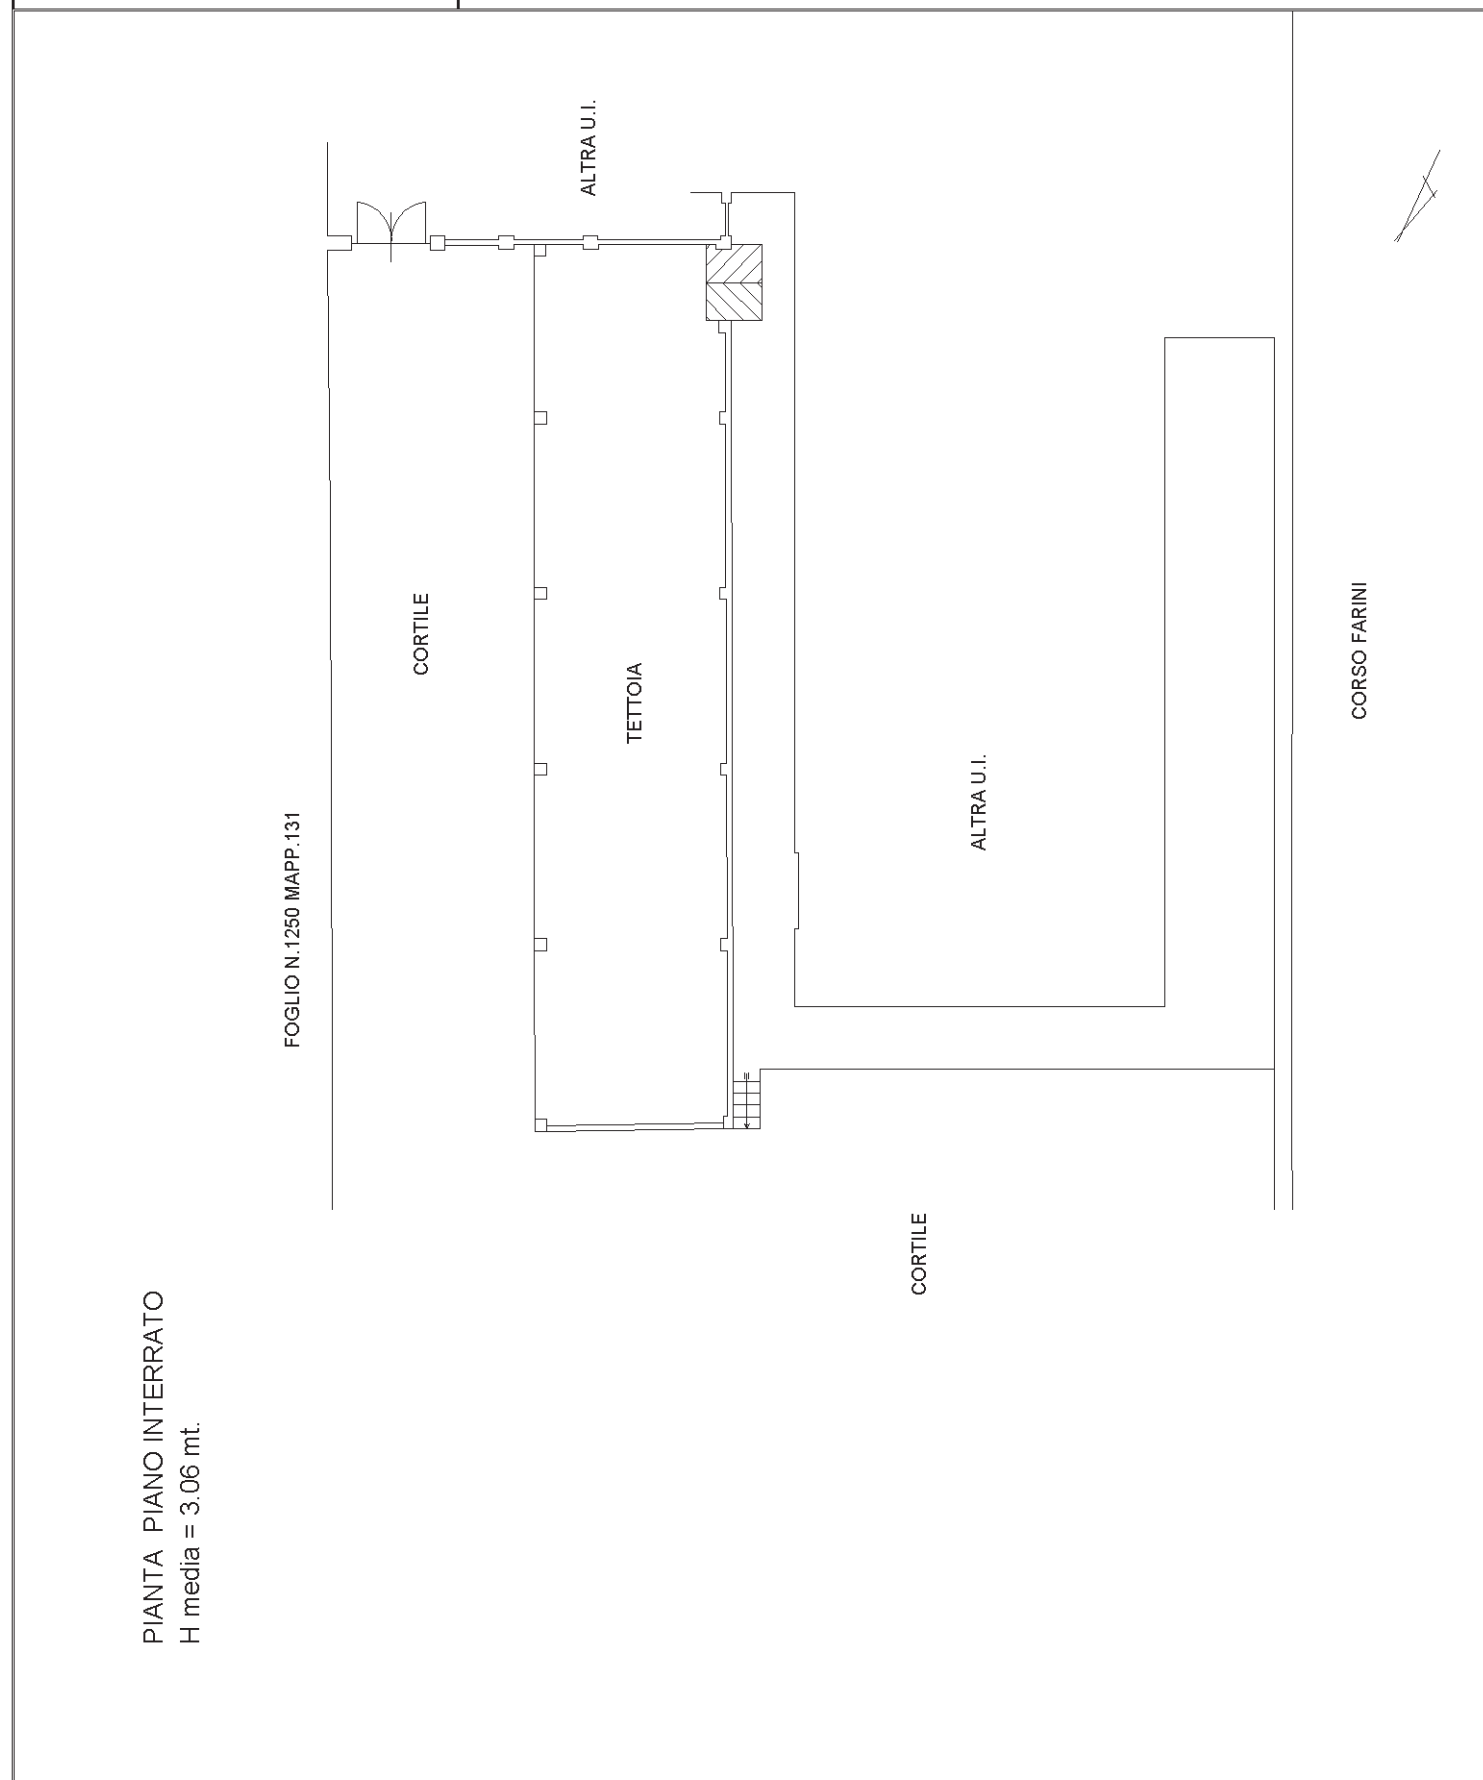 PIANTA PIANO INTERRATO
H media = 3.06 mt.
FOGLIO N.1250 MAPP.131
CORTILE
ALTRA U.I.
TETTOIA
CORTILE
ALTRA U.I.
CORSO FARINI